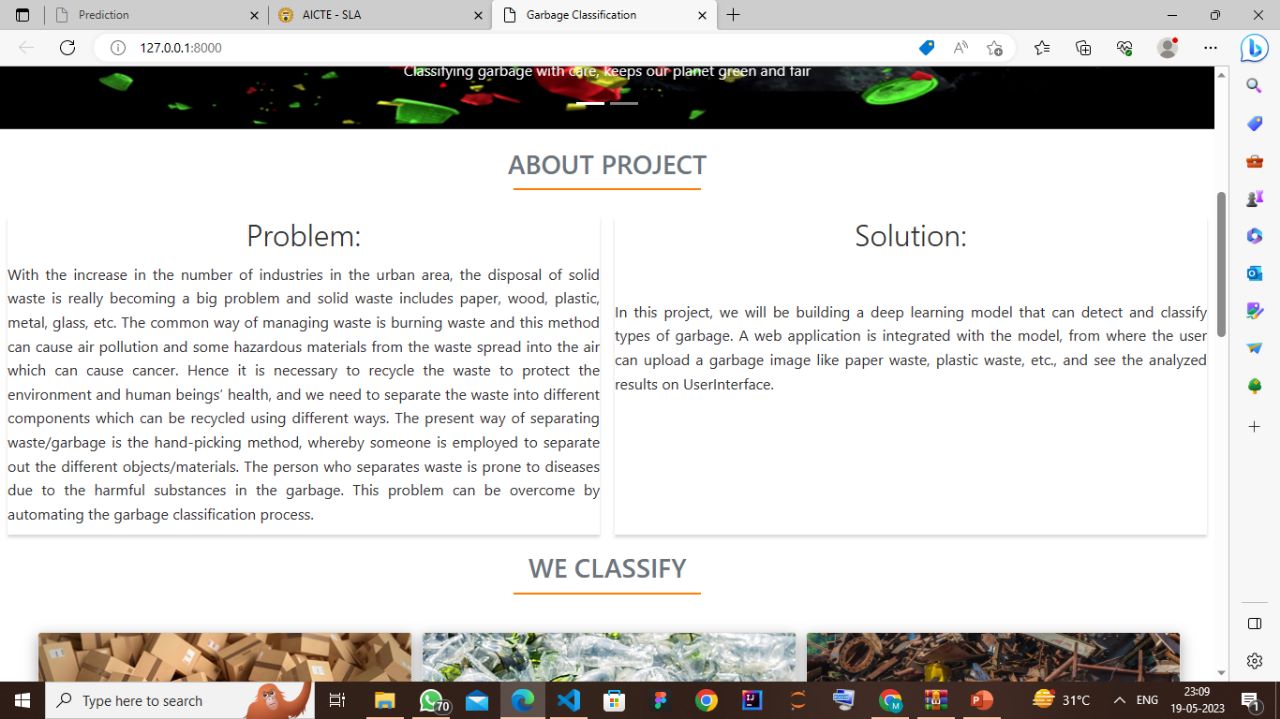 Prediction
AICTE - SLA
Garbage Classification
127.0.0.1:8000
Classifying garbage with care, keeps our planet green and fair
ABOUT PROJECT
Problem:
With the increase in the number of industries in the urban area, the disposal of solid
waste is really becoming a big problem and solid waste includes paper, wood, plastic,
metal, glass, etc. The common way of managing waste is burning waste and this method
can cause air pollution and some hazardous materials from the waste spread into the air
which can cause cancer. Hence it is necessary to recycle the waste to protect the
environment and human beings’ health, and we need to separate the waste into different
components which can be recycled using different ways. The present way of separating
waste/garbage is the hand-picking method, whereby someone is employed to separate
out the different objects/materials. The person who separates waste is prone to diseases
due to the harmful substances in the garbage. This problem can be overcome by
automating the garbage classification process.
Solution:
In this project, we will be building a deep learning model that can detect and classify
types of garbage. A web application is integrated with the model, from where the user
can upload a garbage image like paper waste, plastic waste, etc., and see the analyzed
results on UserInterface.
WE CLASSIFY
Type here to search
70
31°C
ENG
23:09
19-05-2023
1